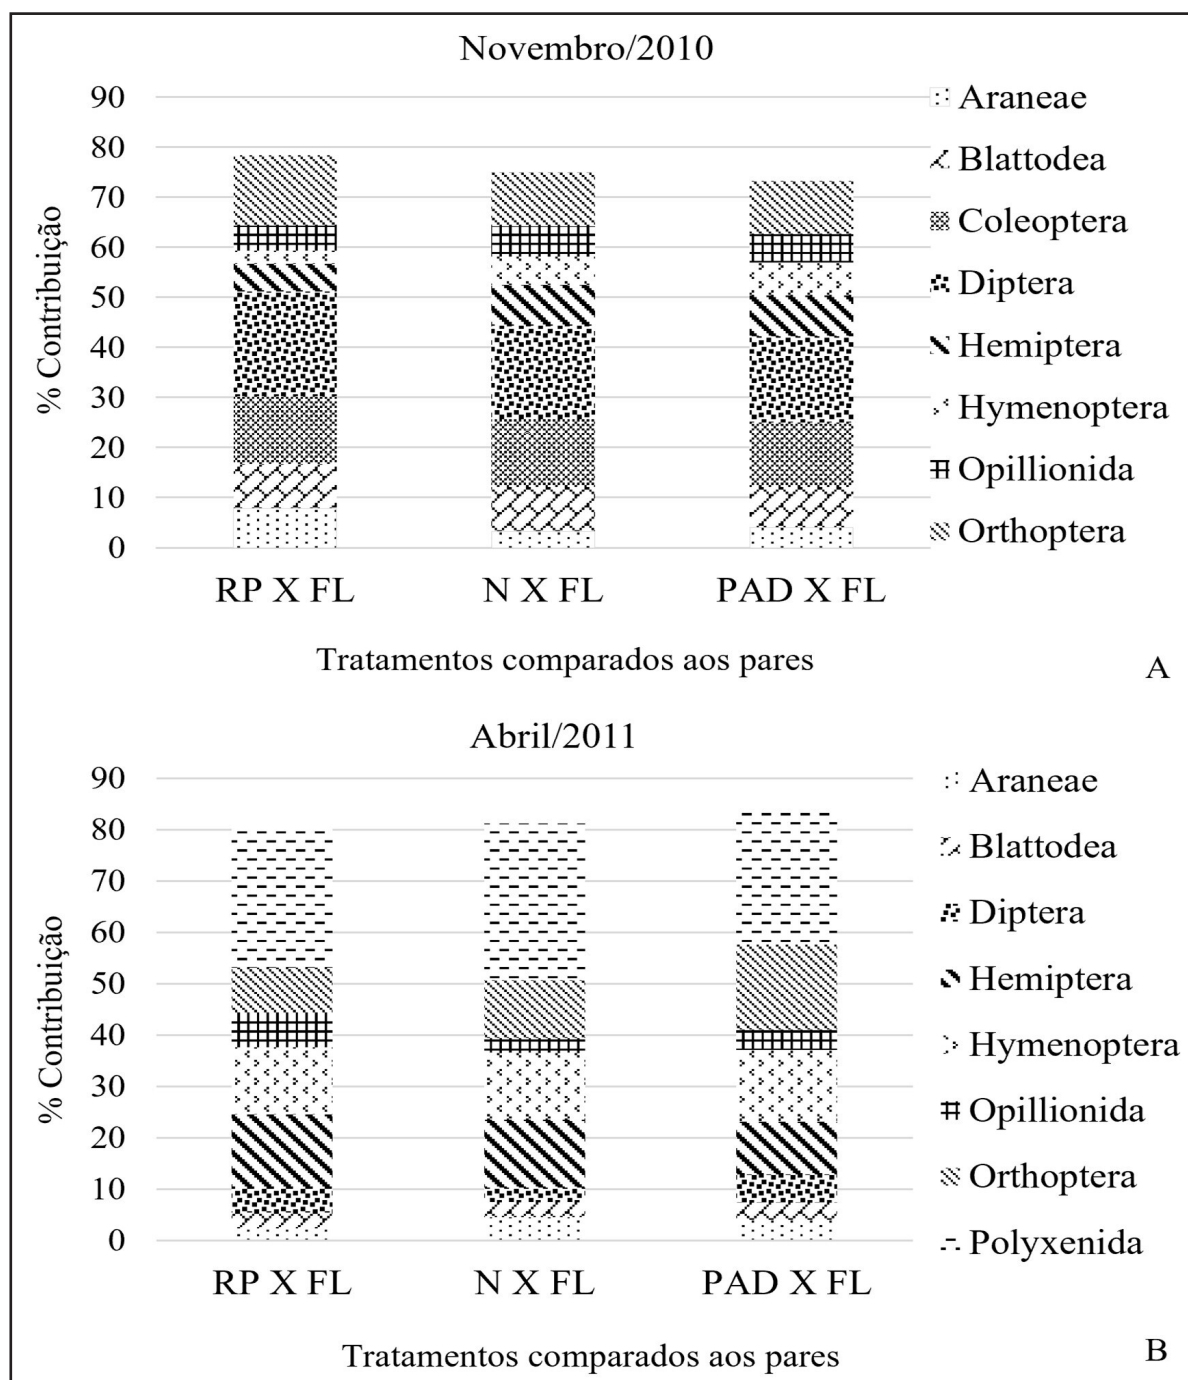 Novembro/2010
90
80
70
60
50
40
30
20
10
0
% Contribuição
RP X FL
N X FL
PAD X FL
Tratamentos comparados aos pares
Araneae
Blattodea
Coleoptera
Diptera
Hemiptera
Hymenoptera
Opillionida
Orthoptera
A
Abril/2011
90
80
70
60
50
40
30
20
10
0
% Contribuição
RP X FL
N X FL
PAD X FL
Tratamentos comparados aos pares
Araneae
Blattodea
Diptera
Hemiptera
Hymenoptera
Opillionida
Orthoptera
Polyxenida
B